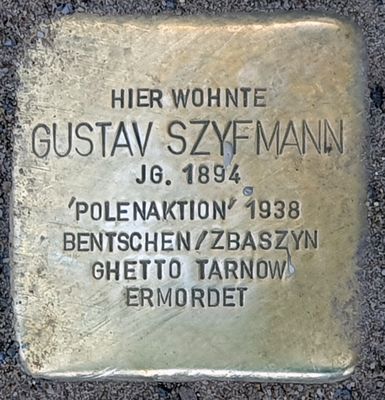 HIER WOHNTE
GUSTAV SZYFMANN
JG. 1894
'POLENAKTION' 1938
BENTSCHEN/ZBASZYN
GHETTO TARNOW
ERMORDET